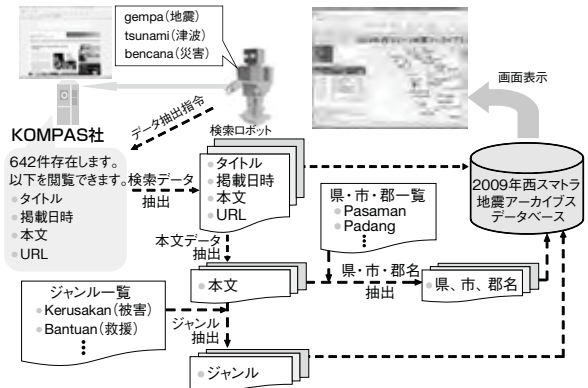 gempa（地震）
tsunami（津波）
bencana（災害）
画面表示
データ抽出指令
検索ロボット
KOMPAS社
642件存在します。
以下を閲覧できます。
タイトル
掲載日時
本文
URL
検索データ
抽出
タイトル
掲載日時
本文
URL
県・市・郡一覧
Pasaman
Padang
2009年西スマトラ
地震アーカイブス
データベース
本文データ
抽出
本文
県・市・郡名
抽出
県、市、郡名
ジャンル一覧
Kerusakan（被害）
Bantuan（救援）
ジャンル
抽出
ジャンル